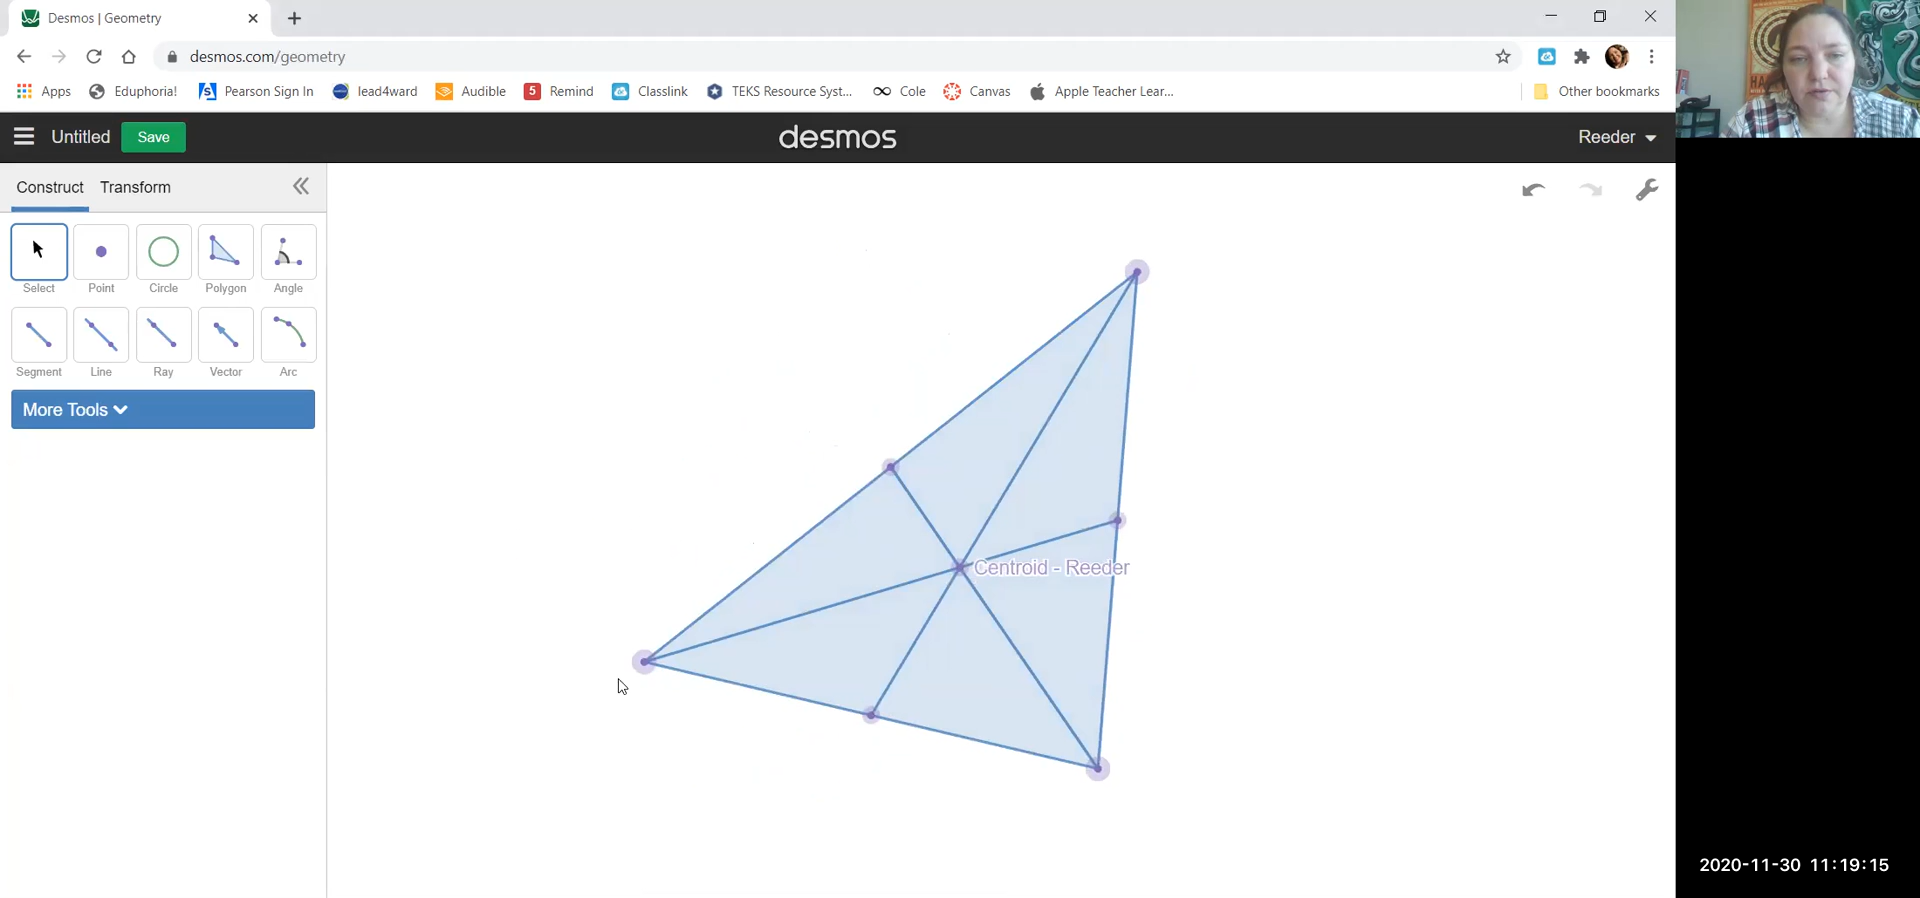 Desmos | Geometry
desmos.com/geometry
Apps Eduphoria! Pearson Sign In lead4ward Audible 5 Remind Classlink TEKS Resource Syst... Cole Canvas Apple Teacher Lear... Other bookmarks
Untitled Save desmos Reeder
Construct Transform
Select Point Circle Polygon Angle
Segment Line Ray Vector Arc
More Tools
Centroid - Reeder
2020-11-30 11:19:15